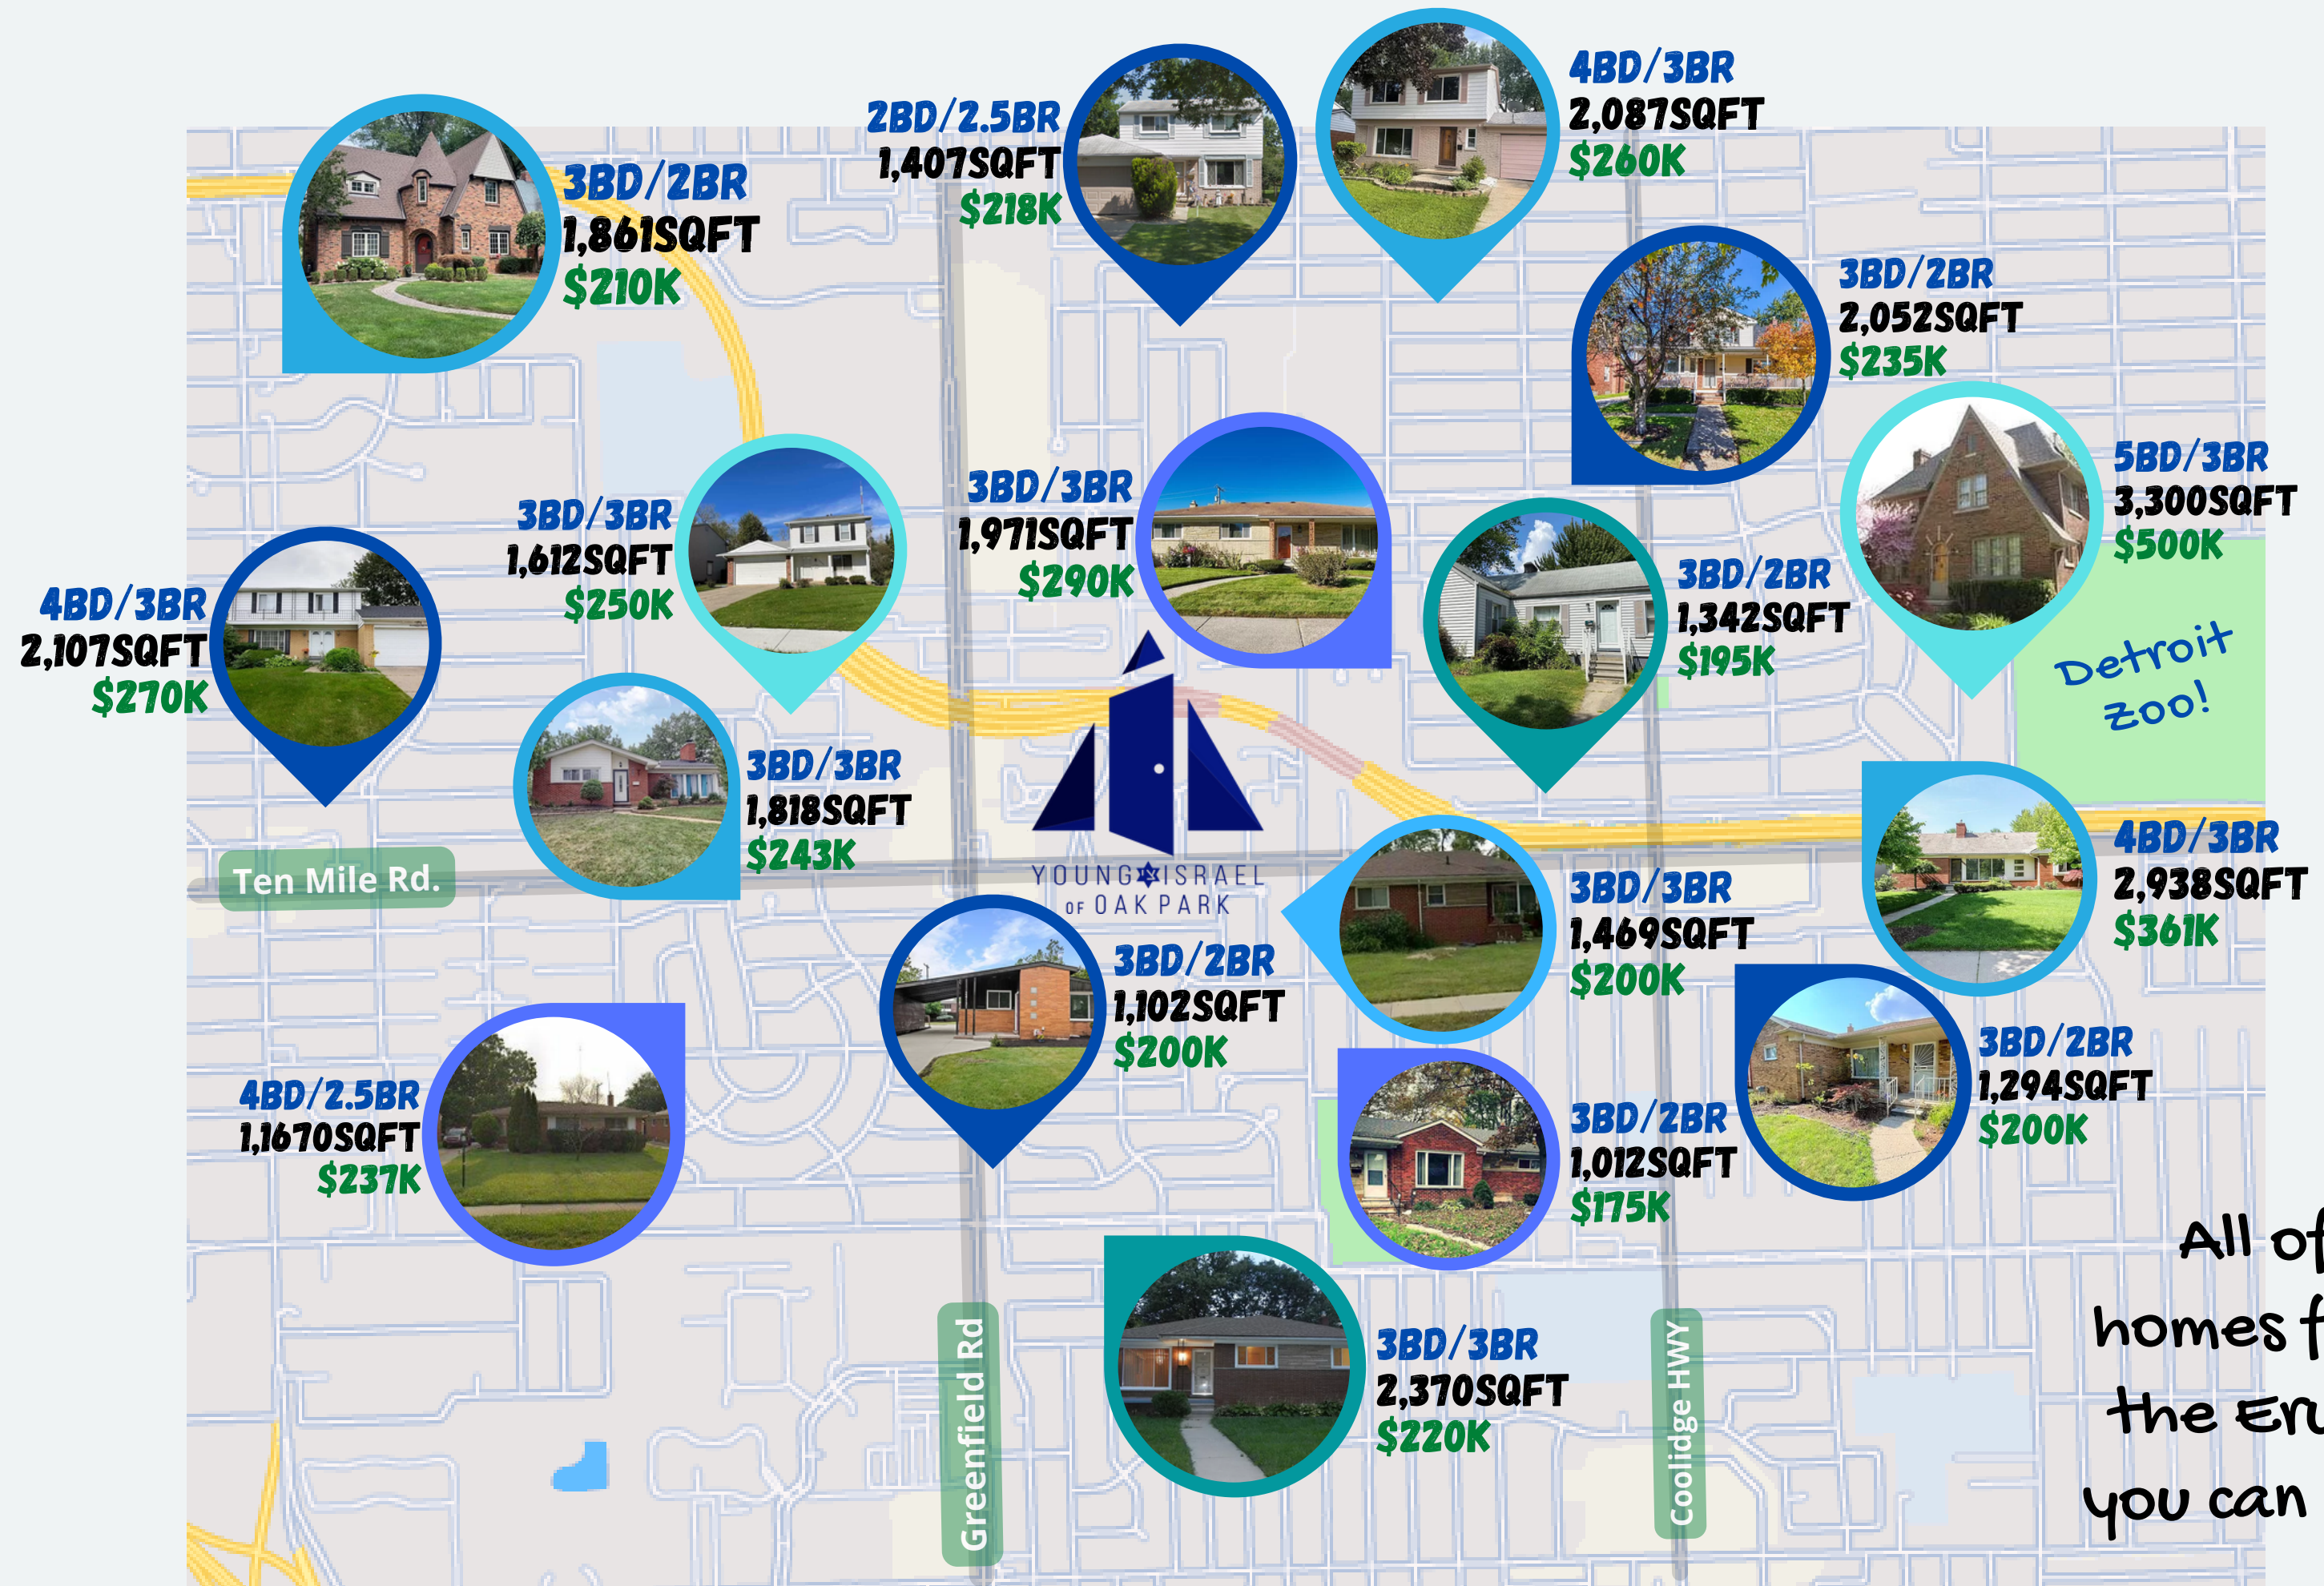 2BD/2.5BR
1,407SQFT
$218K
4BD/3BR
2,087SQFT
$260K
3BD/2BR
1,861SQFT
$210K
3BD/2BR
2,052SQFT
$235K
5BD/3BR
3,300SQFT
$500K
3BD/3BR
1,612SQFT
$250K
3BD/3BR
1,971SQFT
$290K
3BD/2BR
1,342SQFT
$195K
4BD/3BR
2,107SQFT
$270K
Detroit
Zoo!
3BD/3BR
1,818SQFT
$243K
4BD/3BR
2,938SQFT
$361K
Ten Mile Rd.
YOUNG ISRAEL
OF OAK PARK
3BD/3BR
1,469SQFT
$200K
3BD/2BR
1,102SQFT
$200K
3BD/2BR
1,294SQFT
$200K
4BD/2.5BR
1,1670SQFT
$237K
3BD/2BR
1,012SQFT
$175K
3BD/3BR
2,370SQFT
$220K
Greenfield Rd
Coolidge HWY
All of
homes
the
you can